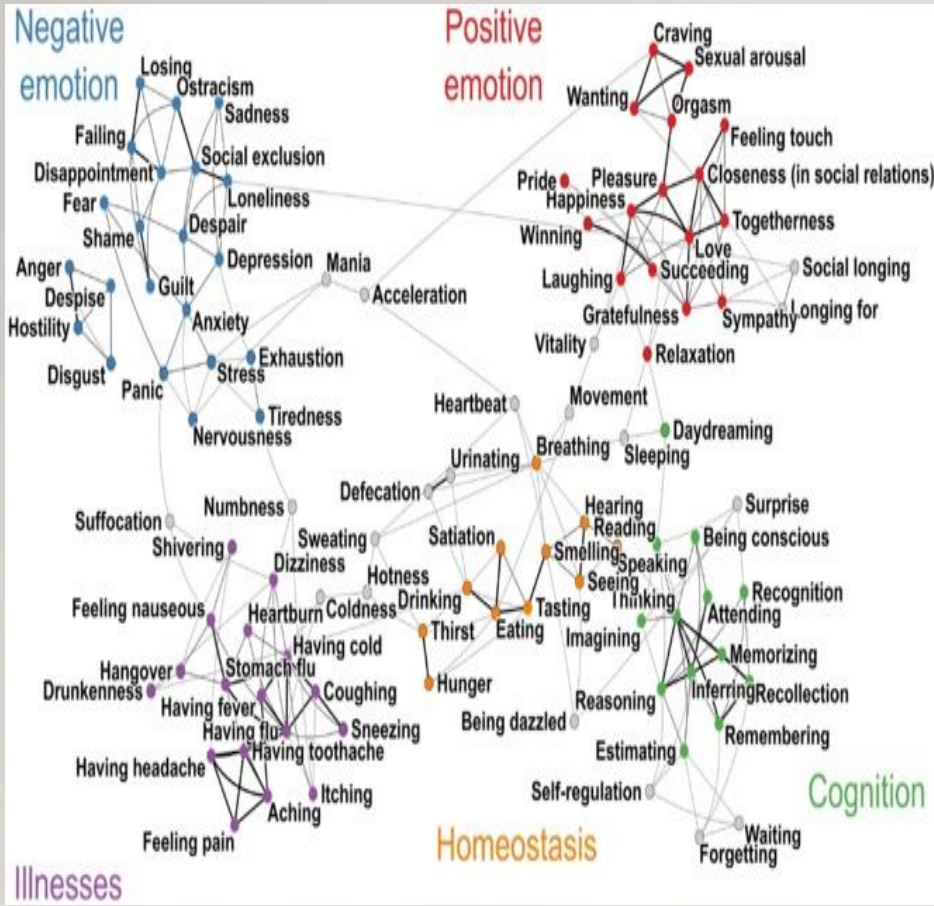 Negative
emotion
Positive
emotion
Craving
Sexual arousal
Losing
Ostracism
Sadness
Wanting
Orgasm
Failing
Feeling touch
Social exclusion
Disappointment
Pleasure
Closeness (in social relations)
Pride
Loneliness
Fear
Happiness
Togetherness
Shame
Despair
Winning
Love
Depression
Mania
Anger
Succeeding
Social longing
Guilt
Laughing
Despise
Acceleration
Gratefulness
Longing for
Hostility
Anxiety
Sympathy
Vitality
Exhaustion
Relaxation
Disgust
Stress
Panic
Movement
Heartbeat
Tiredness
Daydreaming
Nervousness
Breathing
Sleeping
Urinating
Defecation
Surprise
Numbness
Hearing
Suffocation
Reading
Being conscious
Sweating
Satiation
Shivering
Smelling
Speaking
Dizziness
Hotness
Seeing
Recognition
Drinking
Thinking
Feeling nauseous
Heartburn
Coldness
Tasting
Attending
Eating
Thirst
Imagining
Having cold
Memorizing
Stomach flu
Hangover
Hunger
Drunkenness
Coughing
Reasoning
Inferring
Recollection
Having fever
Being dazzled
Having flu
Sneezing
Remembering
Having toothache
Estimating
Having headache
Itching
Self-regulation
Cognition
Aching
Waiting
Feeling pain
Homeostasis
Forgetting
Illnesses